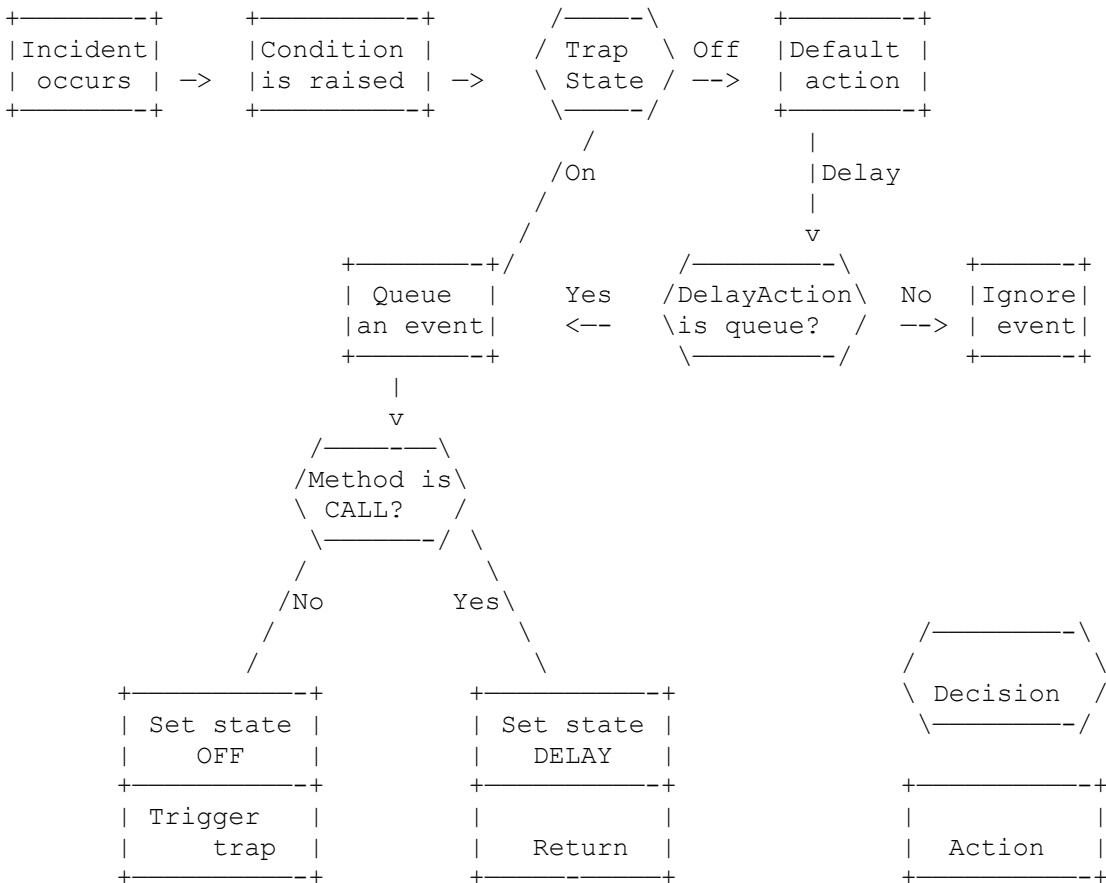 Incident
occurs
Condition
is raised
Trap
State
Off
Default
action
On
Delay
Queue
an event
Yes
DelayAction
is queue?
No
Ignore
event
Method is
CALL?
No
Yes
Set state
OFF
Trigger
trap
Set state
DELAY
Return
Decision
Action